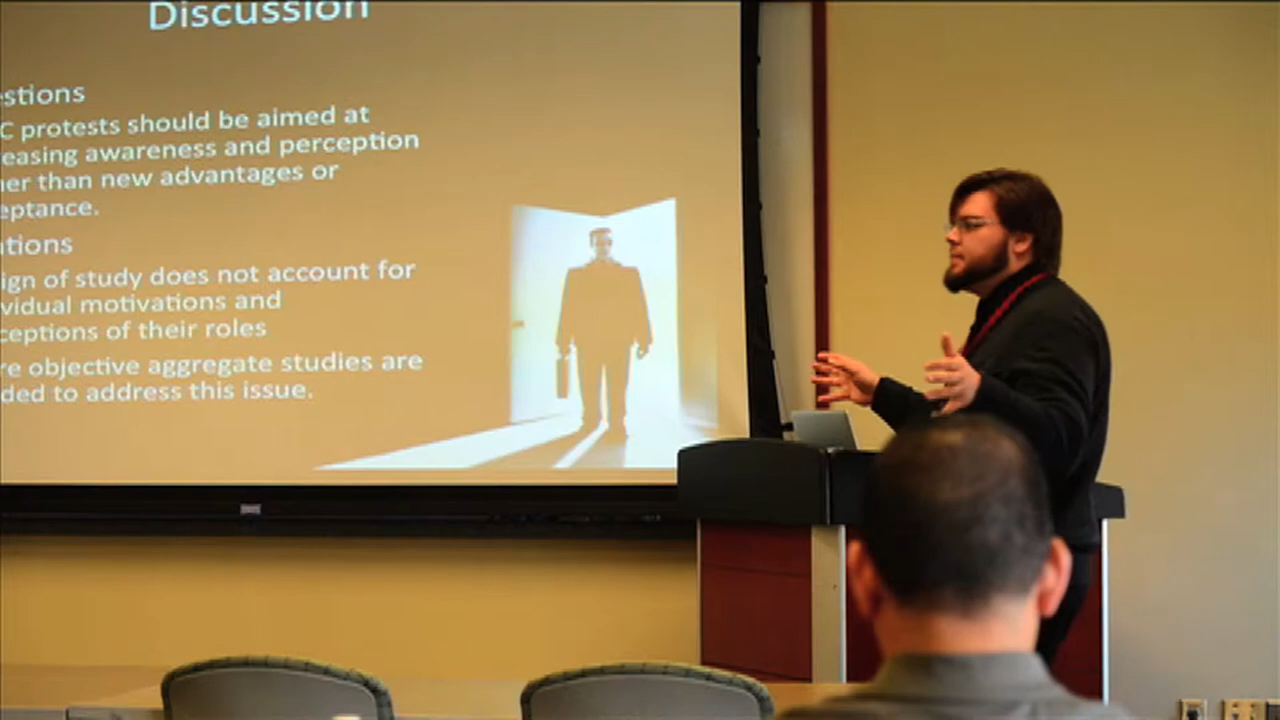 Discussion
estions
C protests should be aimed at
easing awareness and perception
her than new advantages or
eptance.
ations
ign of study does not account for
vidual motivations and
ceptions of their roles
re objective aggregate studies are
ded to address this issue.